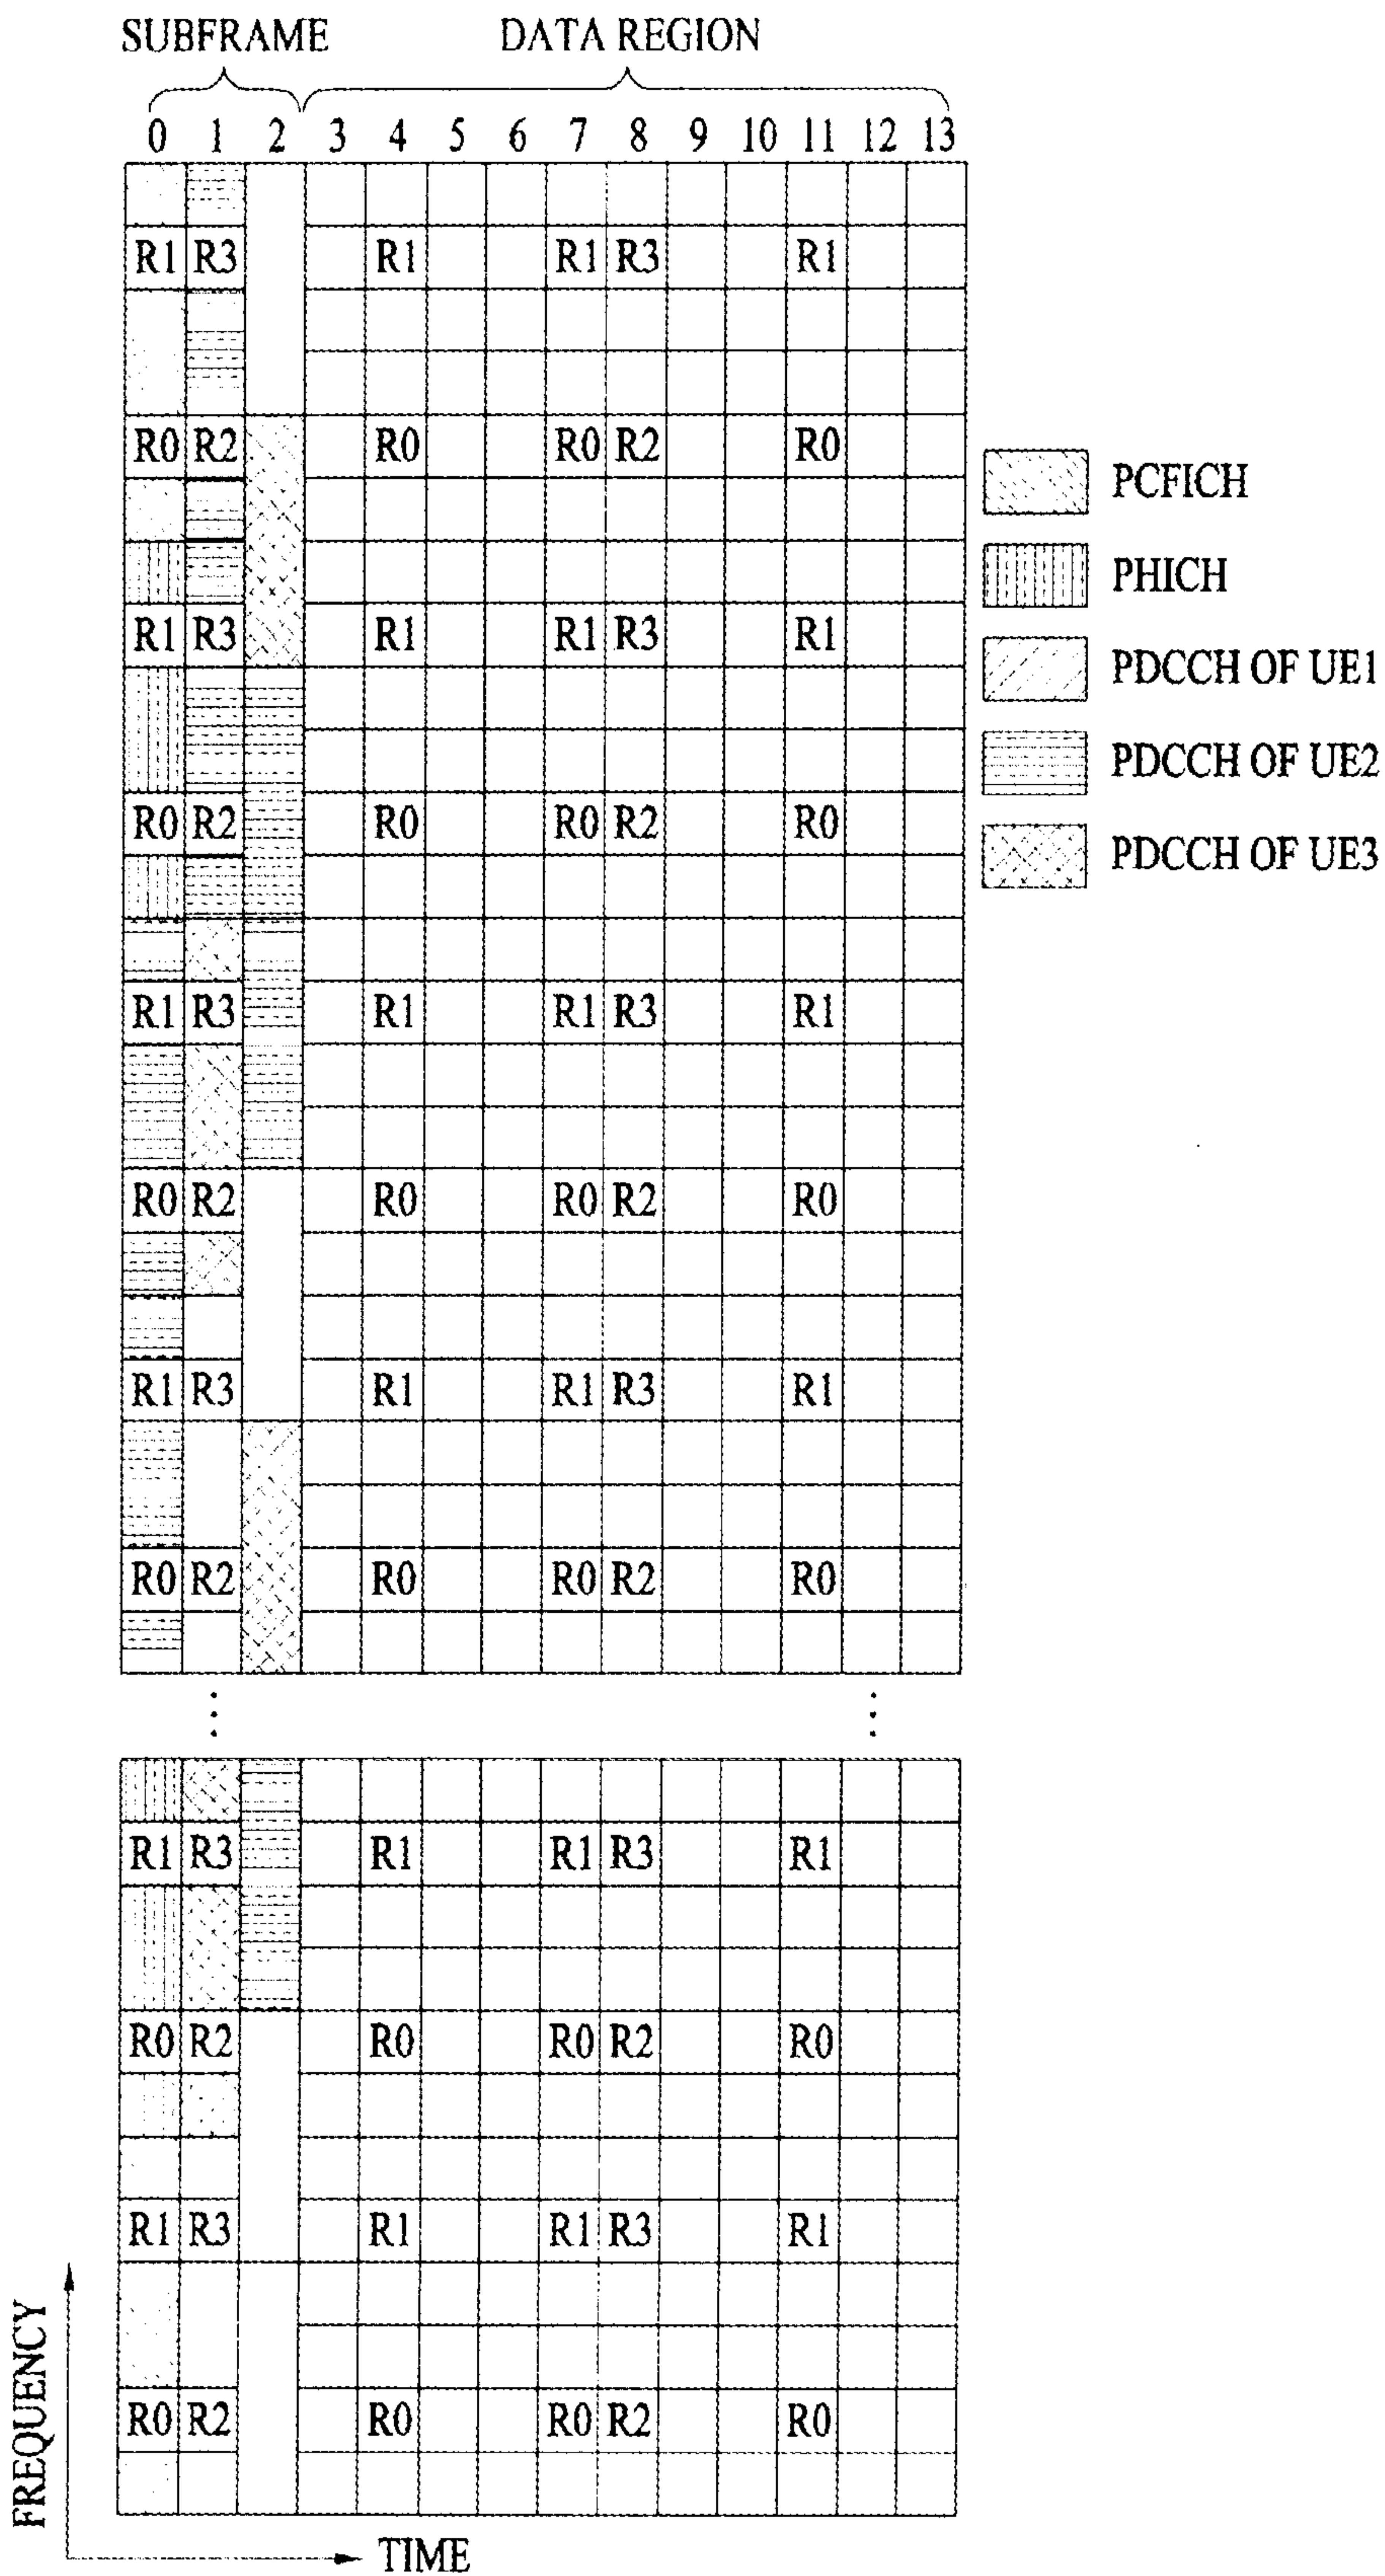 SUBFRAME DATA REGION
0 1 2 3 4 5 6 7 8 9 10 11 12 13
R1 R3 R1 R1 R3 R1
R0 R2 R0 R0 R2 R0
PCFICH
PHICH
R1 R3 R1 R1 R3 R1
PDCCH OF UE1
PDCCH OF UE2
R0 R2 R0 R0 R2 R0
PDCCH OF UE3
R1 R3 R1 R1 R3 R1
R0 R2 R0 R0 R2 R0
R1 R3 R1 R1 R3 R1
R0 R2 R0 R0 R2 R0
R1 R3 R1 R1 R3 R1
R0 R2 R0 R0 R2 R0
R1 R3 R1 R1 R3 R1
R0 R2 R0 R0 R2 R0
FREQUENCY
TIME